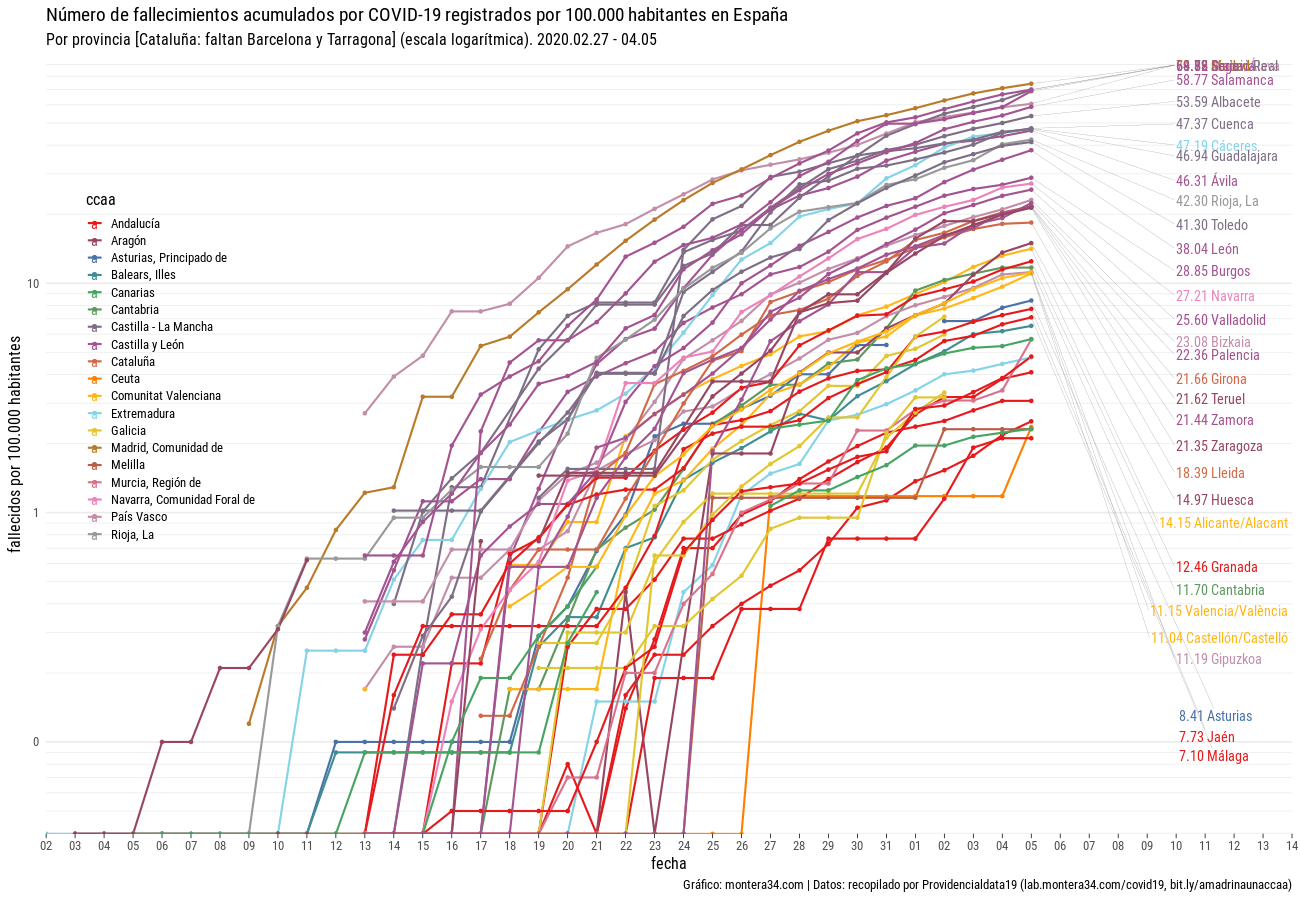 Número de fallecimientos acumulados por COVID-19 registrados por 100.000 habitantes en España
Por provincia [Cataluña: faltan Barcelona y Tarragona] (escala logarítmica). 2020.02.27 - 04.05
58.77 Salamanca
53.59 Albacete
47.37 Cuenca
47.19 Cáceres
46.94 Guadalajara
46.31 Ávila
42.30 Rioja, La
41.30 Toledo
38.04 León
28.85 Burgos
27.21 Navarra
25.60 Valladolid
23.08 Bizkaia
22.36 Palencia
21.66 Girona
21.62 Teruel
21.44 Zamora
21.35 Zaragoza
18.39 Lleida
14.97 Huesca
14.15 Alicante/Alacant
12.46 Granada
11.70 Cantabria
11.15 Valencia/València
11.04 Castellón/Castelló
11.19 Gipuzkoa
8.41 Asturias
7.73 Jaén
7.10 Málaga
ccaa
Andalucía
Aragón
Asturias, Principado de
Balears, Illes
Canarias
Cantabria
Castilla - La Mancha
Castilla y León
Cataluña
Ceuta
Comunitat Valenciana
Extremadura
Galicia
Madrid, Comunidad de
Melilla
Murcia, Región de
Navarra, Comunidad Foral de
País Vasco
Rioja, La
fallecidos por 100.000 habitantes
10
1
0
02 03 04 05 06 07 08 09 10 11 12 13 14 15 16 17 18 19 20 21 22 23 24 25 26 27 28 29 30 31 01 02 03 04 05 06 07 08 09 10 11 12 13 14
fecha
Gráfico: montera34.com | Datos: recopilado por Providencialdata19 (lab.montera34.com/covid19, bit.ly/amadrinaunaccaa)